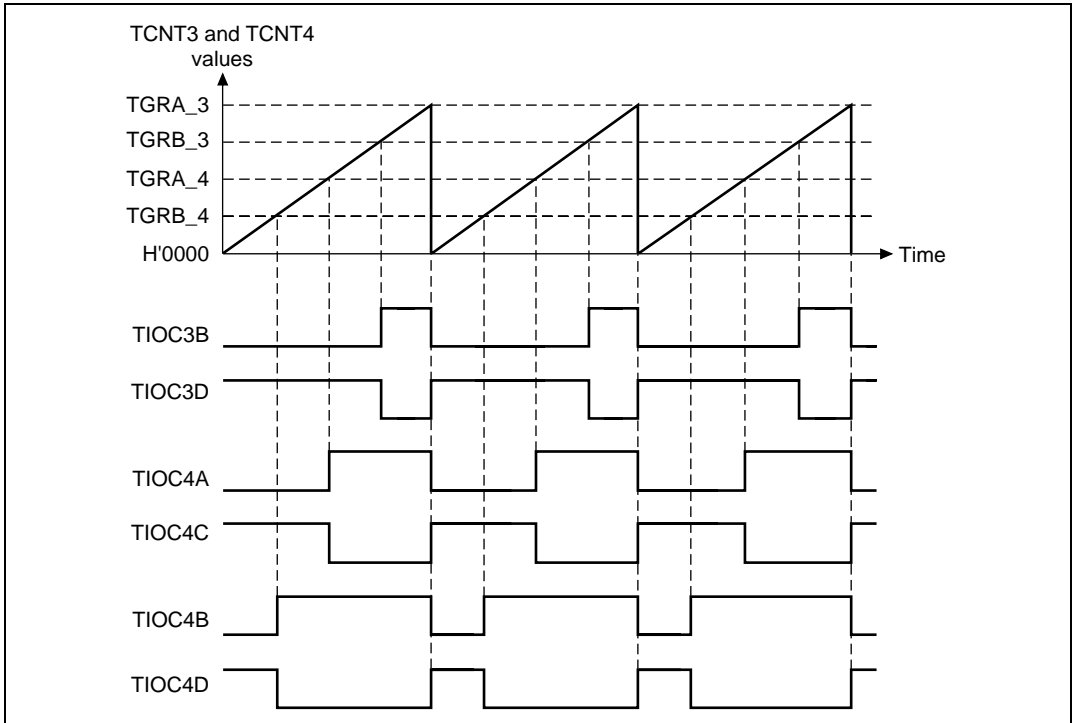 TCNT3 and TCNT4
values
TGRA_3
TGRB_3
TGRA_4
TGRB_4
H'0000
Time
TIOC3B
TIOC3D
TIOC4A
TIOC4C
TIOC4B
TIOC4D